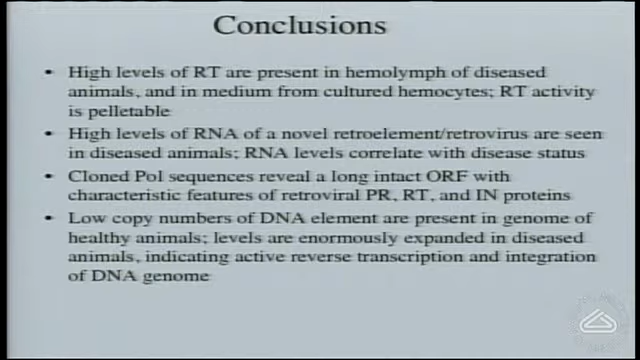 Conclusions
• High levels of RT are present in hemolymph of diseased
animals, and in medium from cultured hemocytes; RT activity
is pelletable
• High levels of RNA of a novel retroelement/retrovirus are seen
in diseased animals; RNA levels correlate with disease status
• Cloned Pol sequences reveal a long intact ORF with
characteristic features of retroviral PR, RT, and IN proteins
• Low copy numbers of DNA element are present in genome of
healthy animals; levels are enormously expanded in diseased
animals, indicating active reverse transcription and integration
of DNA genome